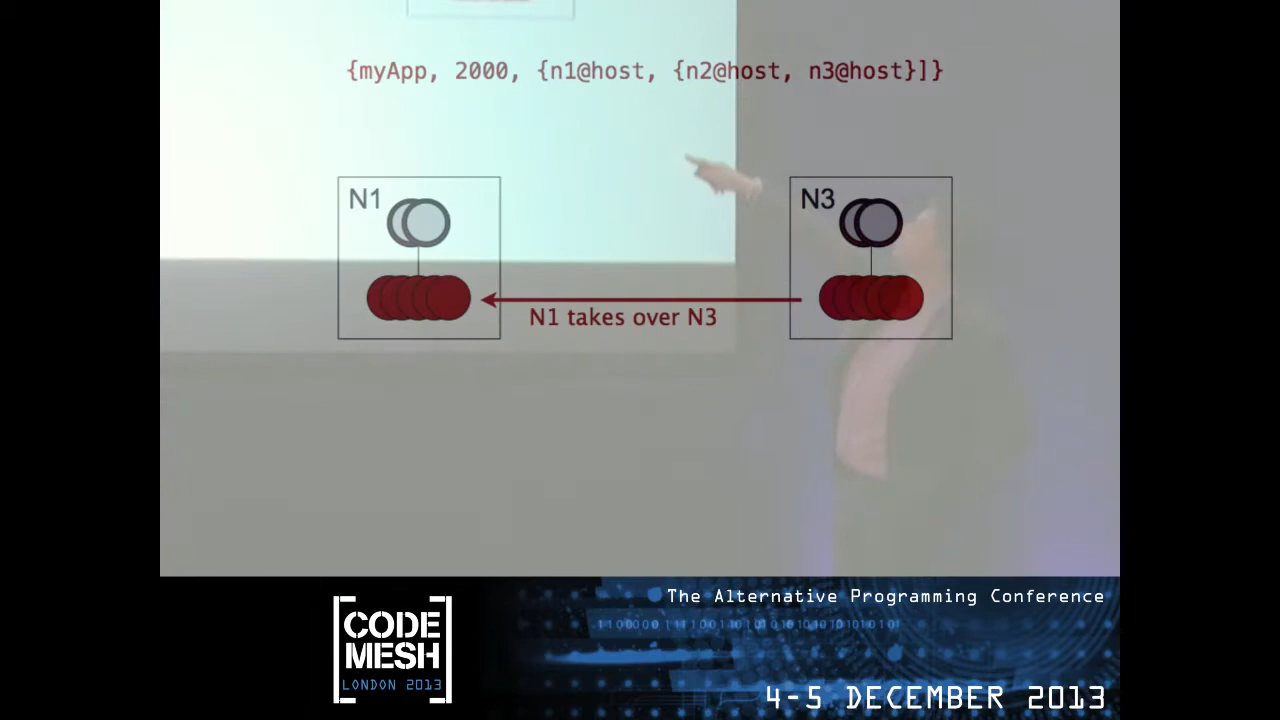 {myApp, 2000, {n1@host, {n2@host, n3@host}]}
N1
N3
N1 takes over N3
The Alternative Programming Conference
CODE
MESH
LONDON 2013
4-5 DECEMBER 2013